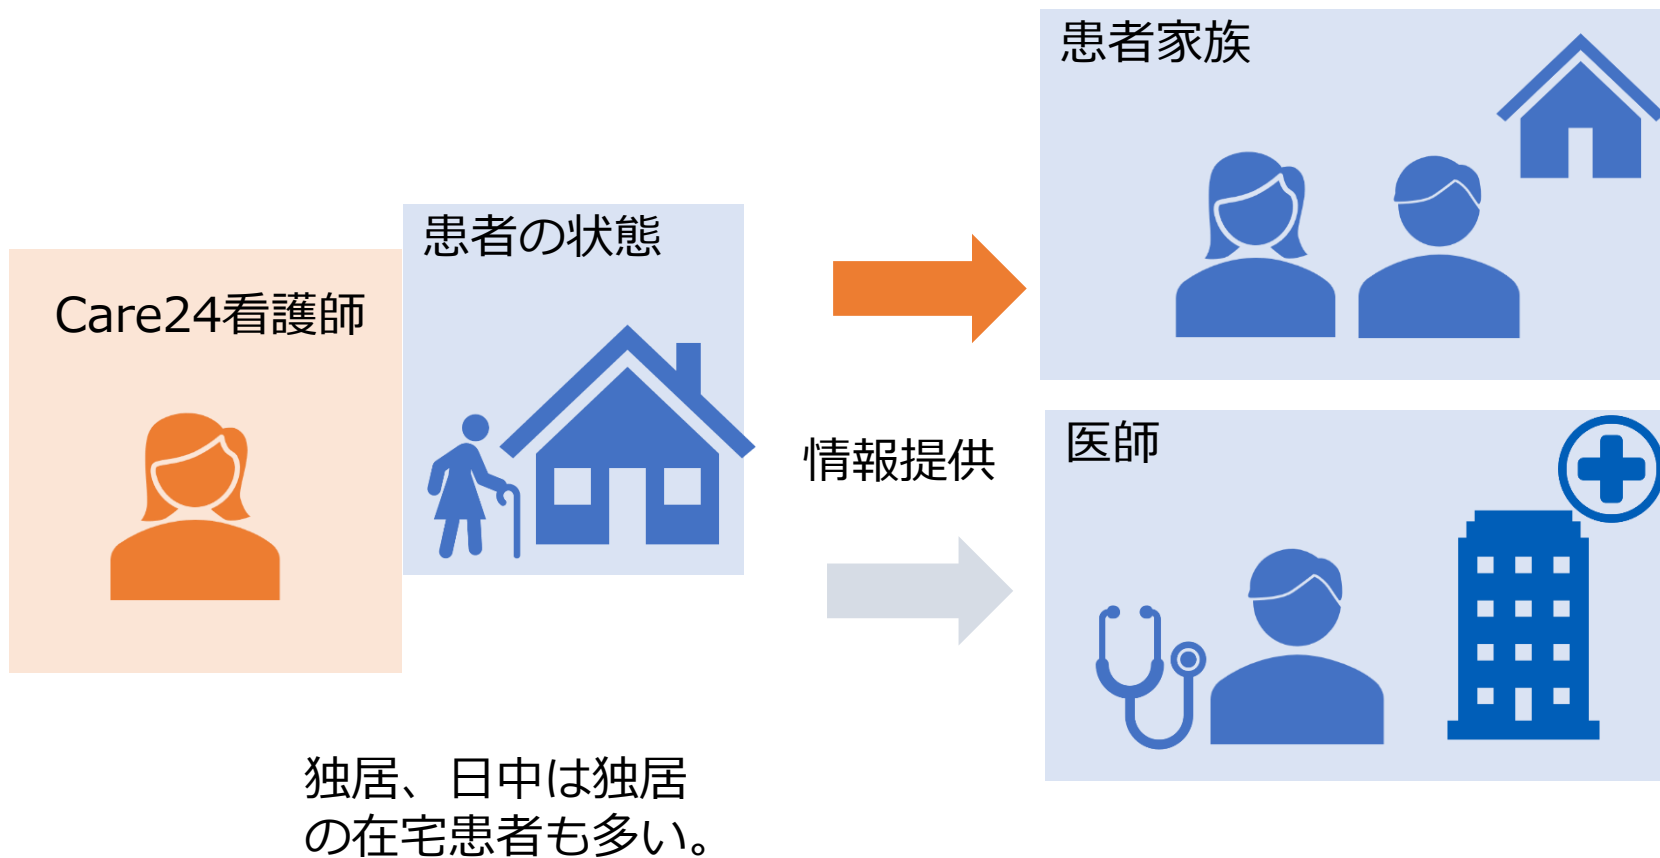 Care24看護師
患者の状態
情報提供
患者家族
医師
独居、日中は独居
の在宅患者も多い。